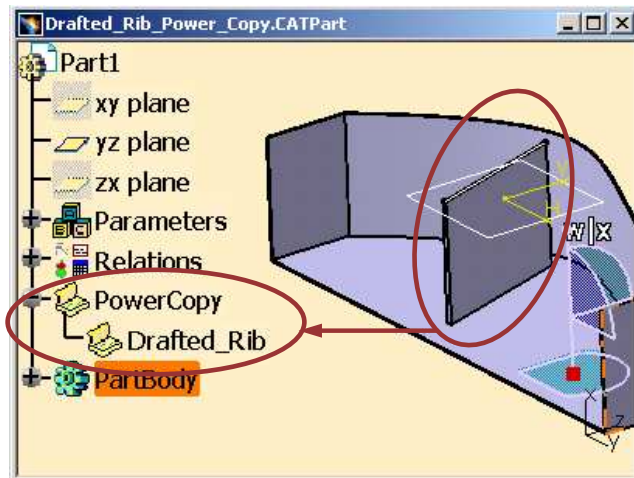 Drafted_Rib_Power_Copy.CATPart
Part1
xy plane
yz plane
zx plane
Parameters
Relations
PowerCopy
Drafted_Rib
PartBody
V
H
w|x
x
z
y